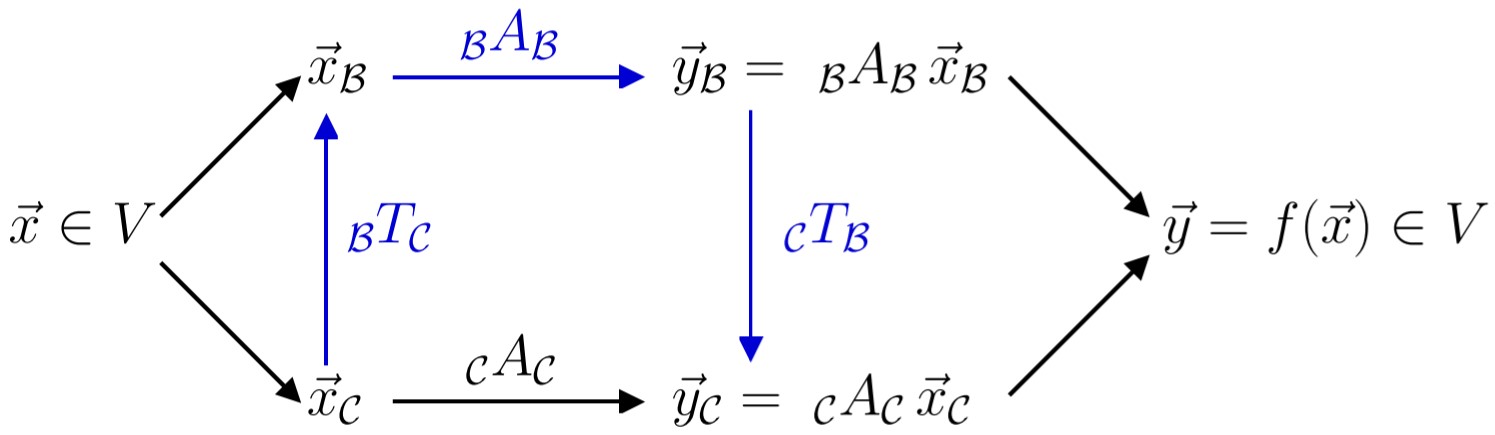 $\vec{x}_{\mathcal{B}}$ ${}_{\mathcal{B}}A_{\mathcal{B}}$ $\vec{y}_{\mathcal{B}} = {}_{\mathcal{B}}A_{\mathcal{B}}\,\vec{x}_{\mathcal{B}}$
$\vec{x} \in V$ ${}_{\mathcal{B}}T_{\mathcal{C}}$ ${}_{\mathcal{C}}T_{\mathcal{B}}$ $\vec{y} = f(\vec{x}) \in V$
$\vec{x}_{\mathcal{C}}$ ${}_{\mathcal{C}}A_{\mathcal{C}}$ $\vec{y}_{\mathcal{C}} = {}_{\mathcal{C}}A_{\mathcal{C}}\,\vec{x}_{\mathcal{C}}$